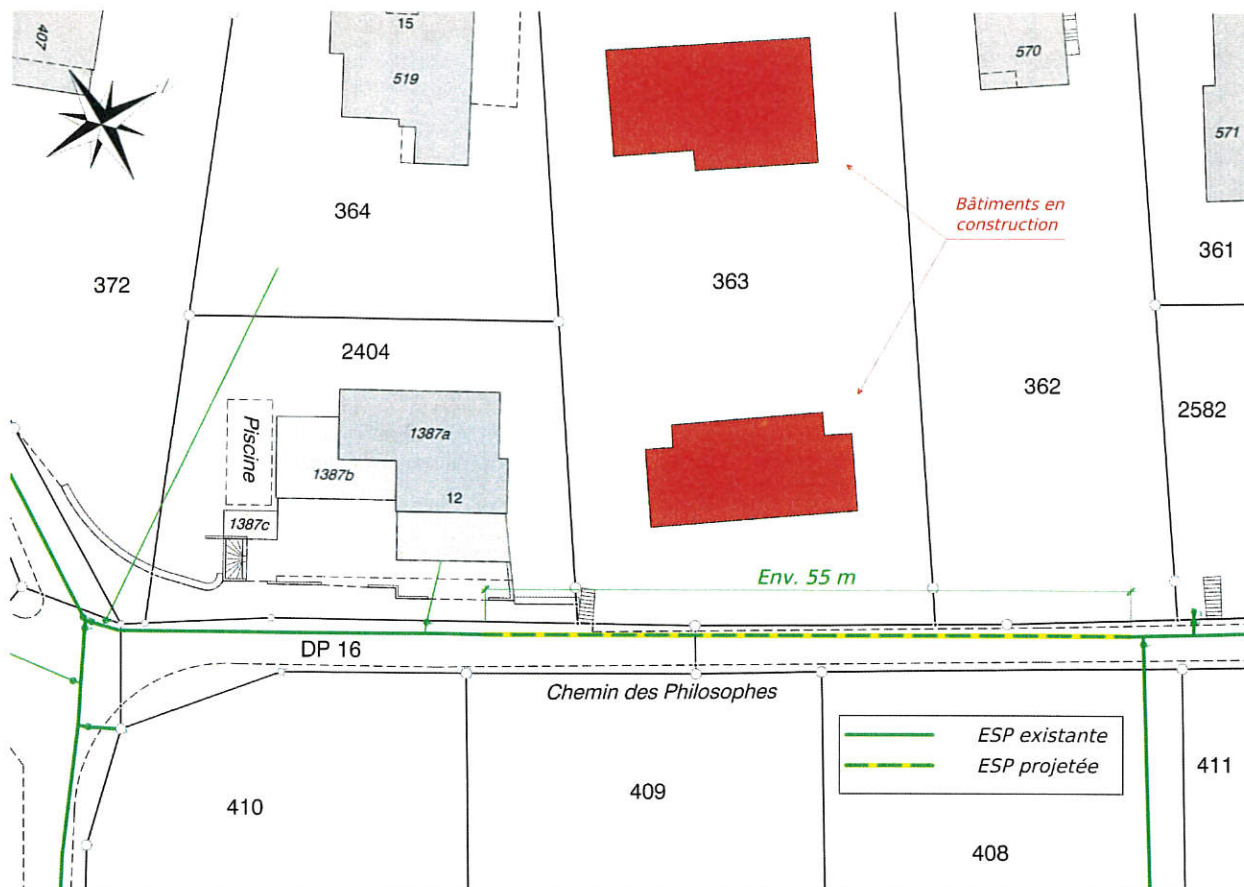 407
15
519
570
571
364
Bâtiments en
construction
361
372
363
2404
362
2582
Piscine
1387a
1387b
12
1387c
Env. 55 m
DP 16
Chemin des Philosophes
ESP existante
ESP projetée
411
410
409
408